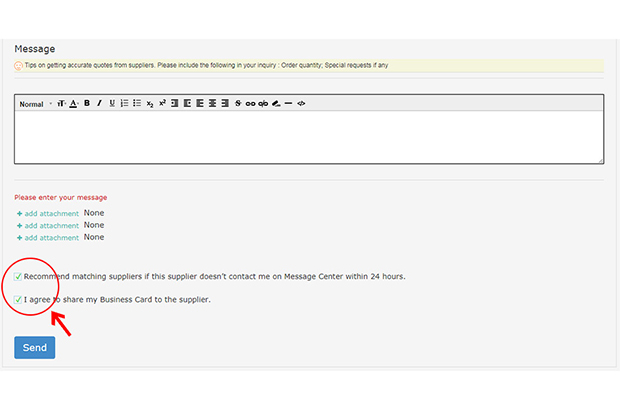 Message
Tips on getting accurate quotes from suppliers. Please include the following in your inquiry : Order quantity; Special requests if any
Normal тT A B I U x₂ x² S </>
Please enter your message
+ add attachment None
+ add attachment None
+ add attachment None
Recommend matching suppliers if this supplier doesn't contact me on Message Center within 24 hours.
I agree to share my Business Card to the supplier.
Send